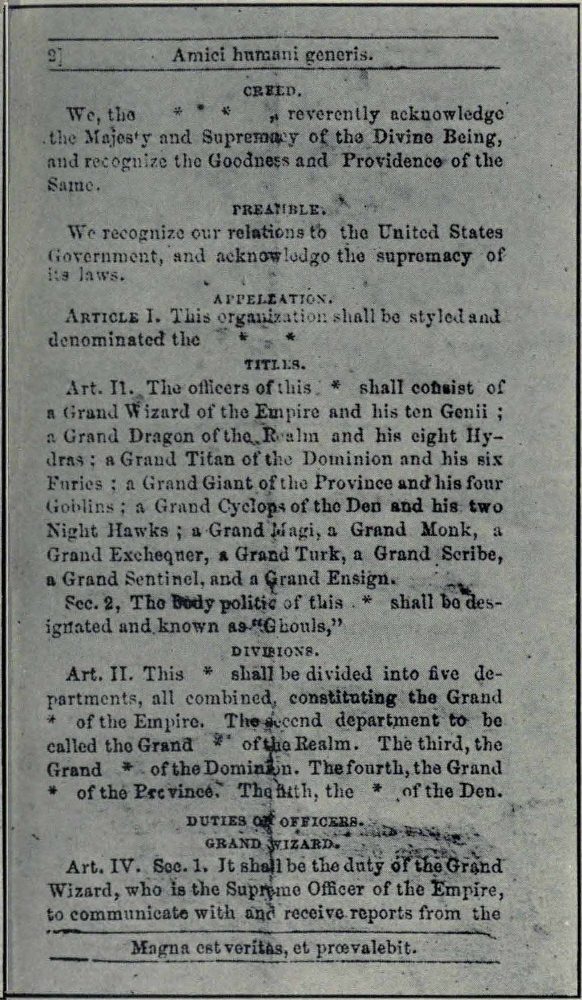 2] Amici humani generis.
CREED.
We, the * * * , reverently acknowledge
the Majesty and Supremacy of the Divine Being,
and recognize the Goodness and Providence of the
Same.
PREAMBLE.
We recognize our relations to the United States
Government, and acknowledge the supremacy of
its laws.
APPELLATION.
ARTICLE I. This organization shall be styled and
denominated the * *
TITLES.
Art. II. The officers of this * shall consist of
a Grand Wizard of the Empire and his ten Genii ;
a Grand Dragon of the Realm and his eight Hy-
dras ; a Grand Titan of the Dominion and his six
Furies ; a Grand Giant of the Province and his four
Goblins ; a Grand Cyclops of the Den and his two
Night Hawks ; a Grand Magi, a Grand Monk, a
Grand Exchequer, a Grand Turk, a Grand Scribe,
a Grand Sentinel, and a Grand Ensign.
Sec. 2, The Body politic of this * shall be des-
ignated and known as "Ghouls,"
DIVISIONS.
Art. II. This * shall be divided into five de-
partments, all combined, constituting the Grand
* of the Empire. The second department to be
called the Grand * of the Realm. The third, the
Grand * of the Dominion. The fourth, the Grand
* of the Province. The fifth, the * of the Den.
DUTIES OF OFFICERS.
GRAND WIZARD.
Art. IV. Sec. 1. It shall be the duty of the Grand
Wizard, who is the Supreme Officer of the Empire,
to communicate with and receive reports from the
Magna est veritas, et prœvalebit.